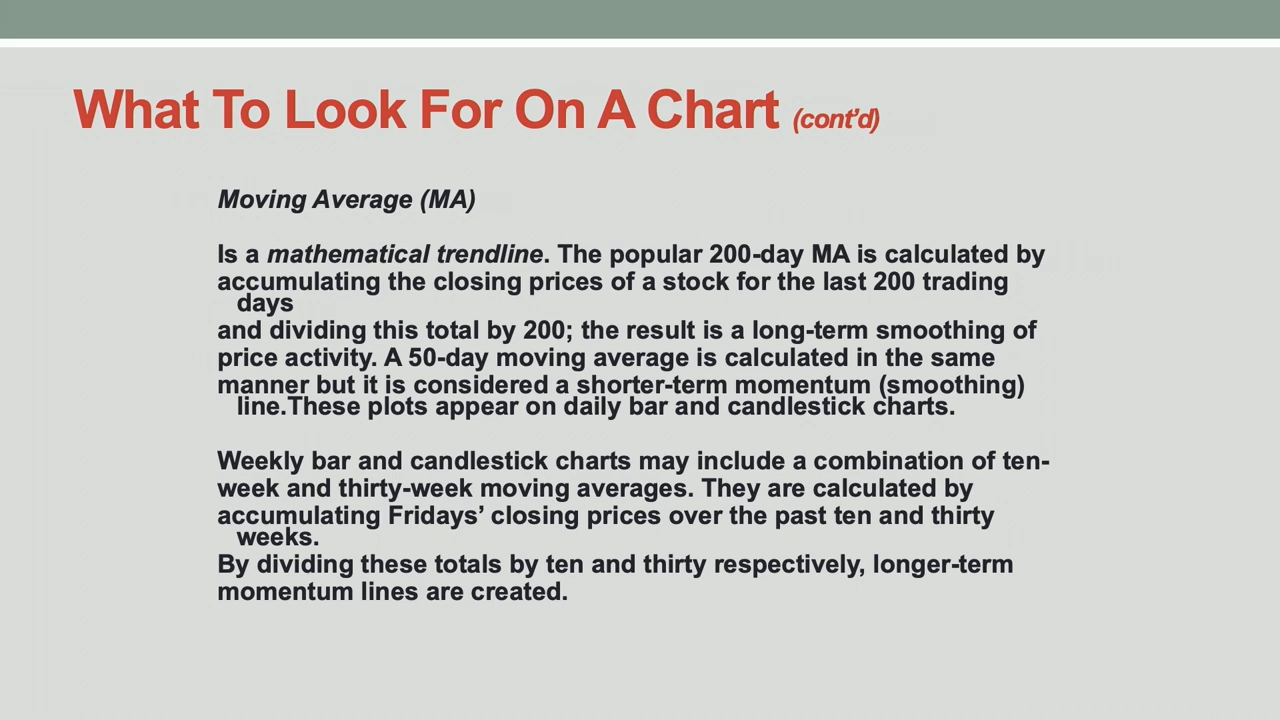 What To Look For On A Chart (cont’d)
Moving Average (MA)
Is a mathematical trendline. The popular 200-day MA is calculated by
accumulating the closing prices of a stock for the last 200 trading
days
and dividing this total by 200; the result is a long-term smoothing of
price activity. A 50-day moving average is calculated in the same
manner but it is considered a shorter-term momentum (smoothing)
line.These plots appear on daily bar and candlestick charts.
Weekly bar and candlestick charts may include a combination of ten-
week and thirty-week moving averages. They are calculated by
accumulating Fridays’ closing prices over the past ten and thirty
weeks.
By dividing these totals by ten and thirty respectively, longer-term
momentum lines are created.